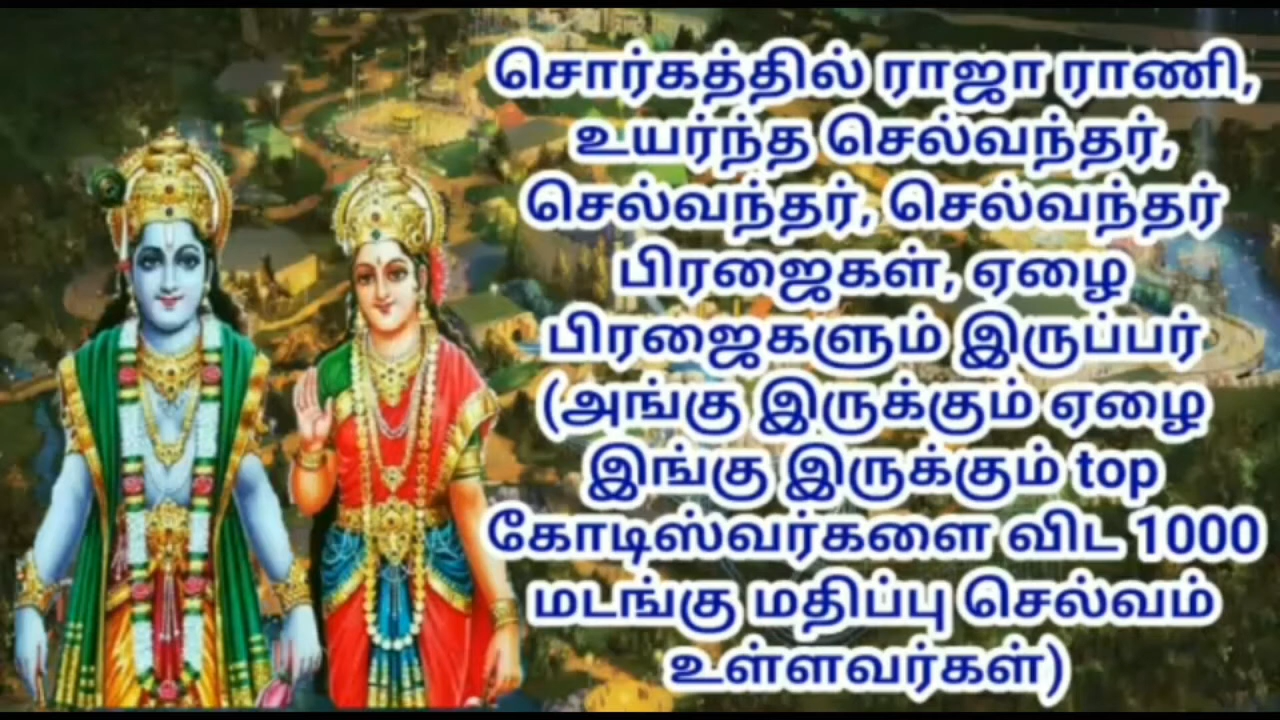 சொர்கத்தில் ராஜா ராணி,
உயர்ந்த செல்வந்தர்,
செல்வந்தர், செல்வந்தர்
பிரஜைகள், ஏழை
பிரஜைகளும் இருப்பர்
(அங்கு இருக்கும் ஏழை
இங்கு இருக்கும் top
கோடிஸ்வர்களை விட 1000
மடங்கு மதிப்பு செல்வம்
உள்ளவர்கள்)